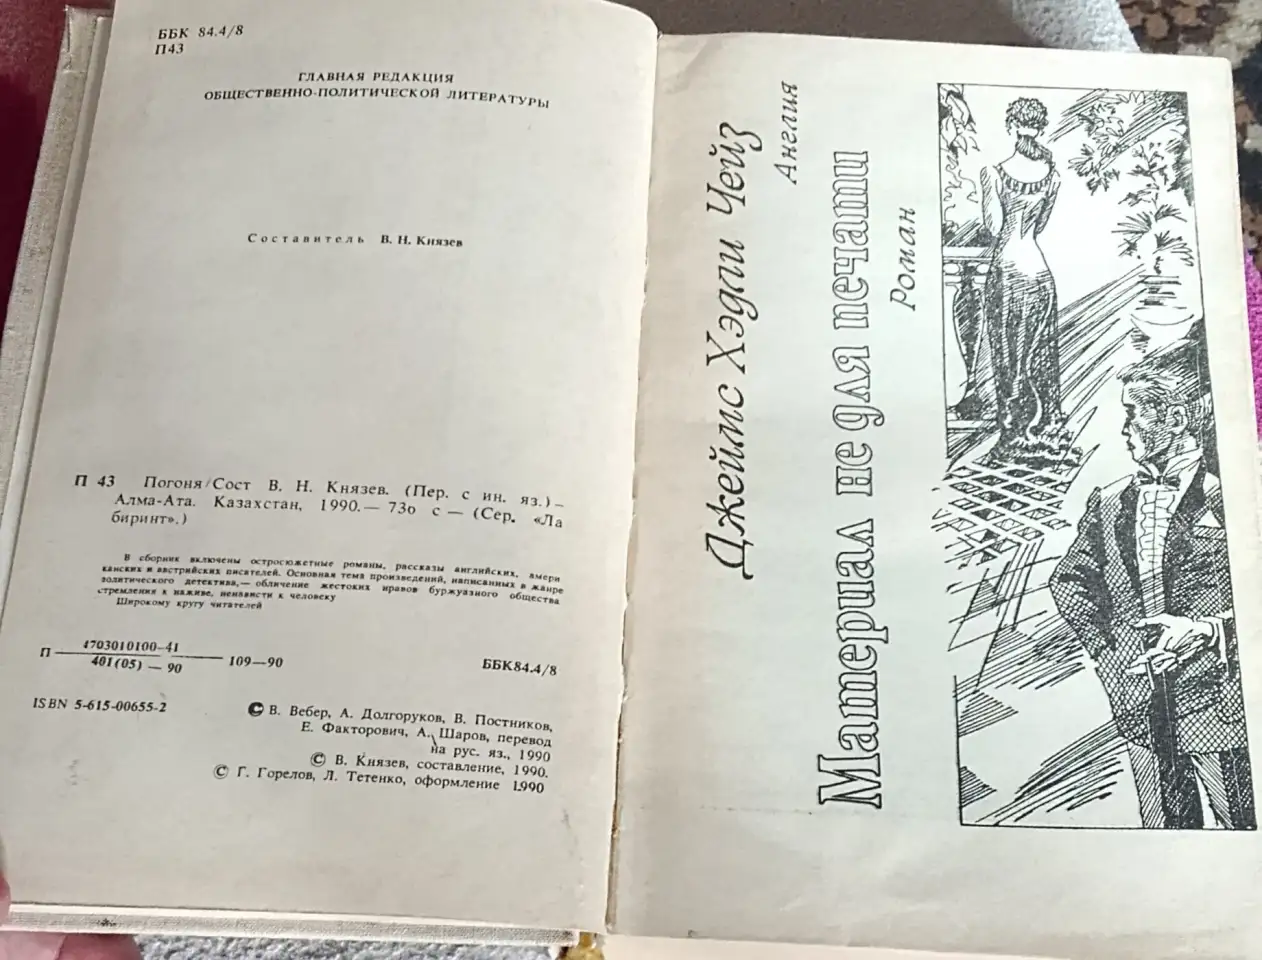 ББК 84.4/8
П43
ГЛАВНАЯ РЕДАКЦИЯ
ОБЩЕСТВЕННО-ПОЛИТИЧЕСКОЙ ЛИТЕРАТУРЫ
Составитель В. Н. Князев
П 43 Погоня/Сост В. Н. Князев. (Пер. с ин. яз.) –
Алма-Ата. Казахстан, 1990.— 73о с — (Сер. «Ла
биринт».)
В сборник включены остросюжетные романы, рассказы английских, амери
канских и австрийских писателей. Основная тема произведений, написанных в жанре
политического детектива,— обличение жестоких нравов буржуазного общества
стремления к наживе, ненависти к человеку
Широкому кругу читателей
П 4703010100—41
401(05) — 90 109—90
ББК84.4/8
ISBN 5-615-00655-2
© В. Вебер, А. Долгоруков, В. Постников,
Е. Факторович, А. Шаров, перевод
на рус. яз., 1990
© В. Князев, составление, 1990.
© Г. Горелов, Л. Тетенко, оформление 1990
Джеймс Хэдли Чейз
Англия
Материал не для печати
Роман